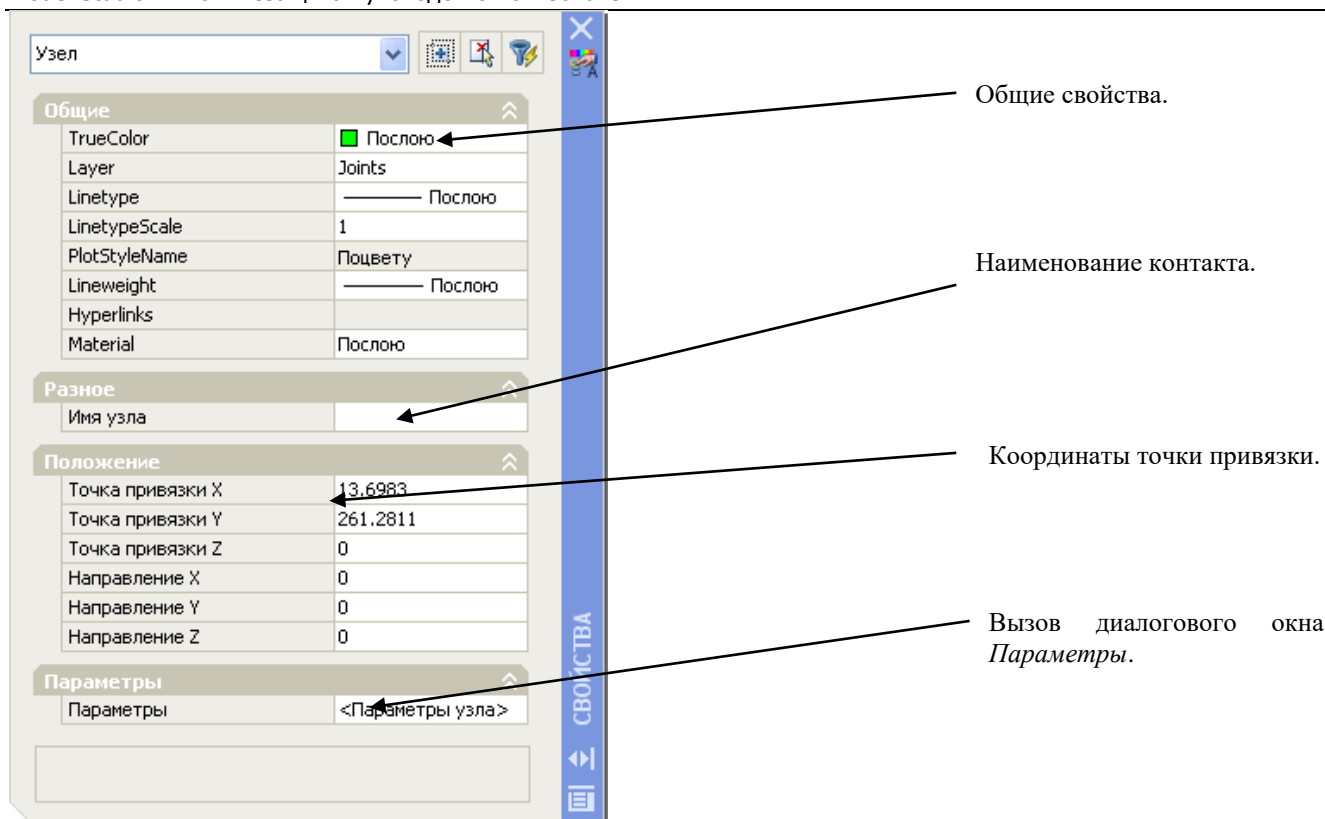 Узел
Общие
TrueColor Послою
Layer Joints
Linetype Послою
LinetypeScale 1
PlotStyleName Поцвету
Lineweight Послою
Hyperlinks
Material Послою
Разное
Имя узла
Положение
Точка привязки X 13.6983
Точка привязки Y 261.2811
Точка привязки Z 0
Направление X 0
Направление Y 0
Направление Z 0
Параметры
Параметры <Параметры узла>
СВОЙСТВА
Общие свойства.
Наименование контакта.
Координаты точки привязки.
Вызов диалогового окна
Параметры.